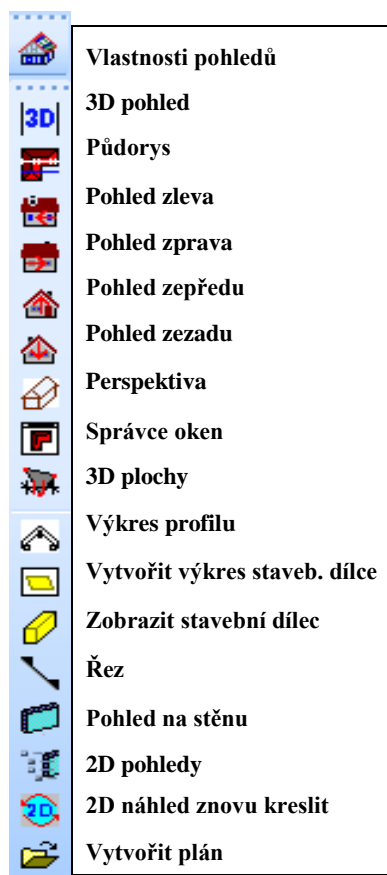 Vlastnosti pohledů
3D 3D pohled
Půdorys
Pohled zleva
Pohled zprava
Pohled zepředu
Pohled zezadu
Perspektiva
Správce oken
3D plochy
Výkres profilu
Vytvořit výkres staveb. dílce
Zobrazit stavební dílec
Řez
Pohled na stěnu
2D pohledy
2D 2D náhled znovu kreslit
Vytvořit plán